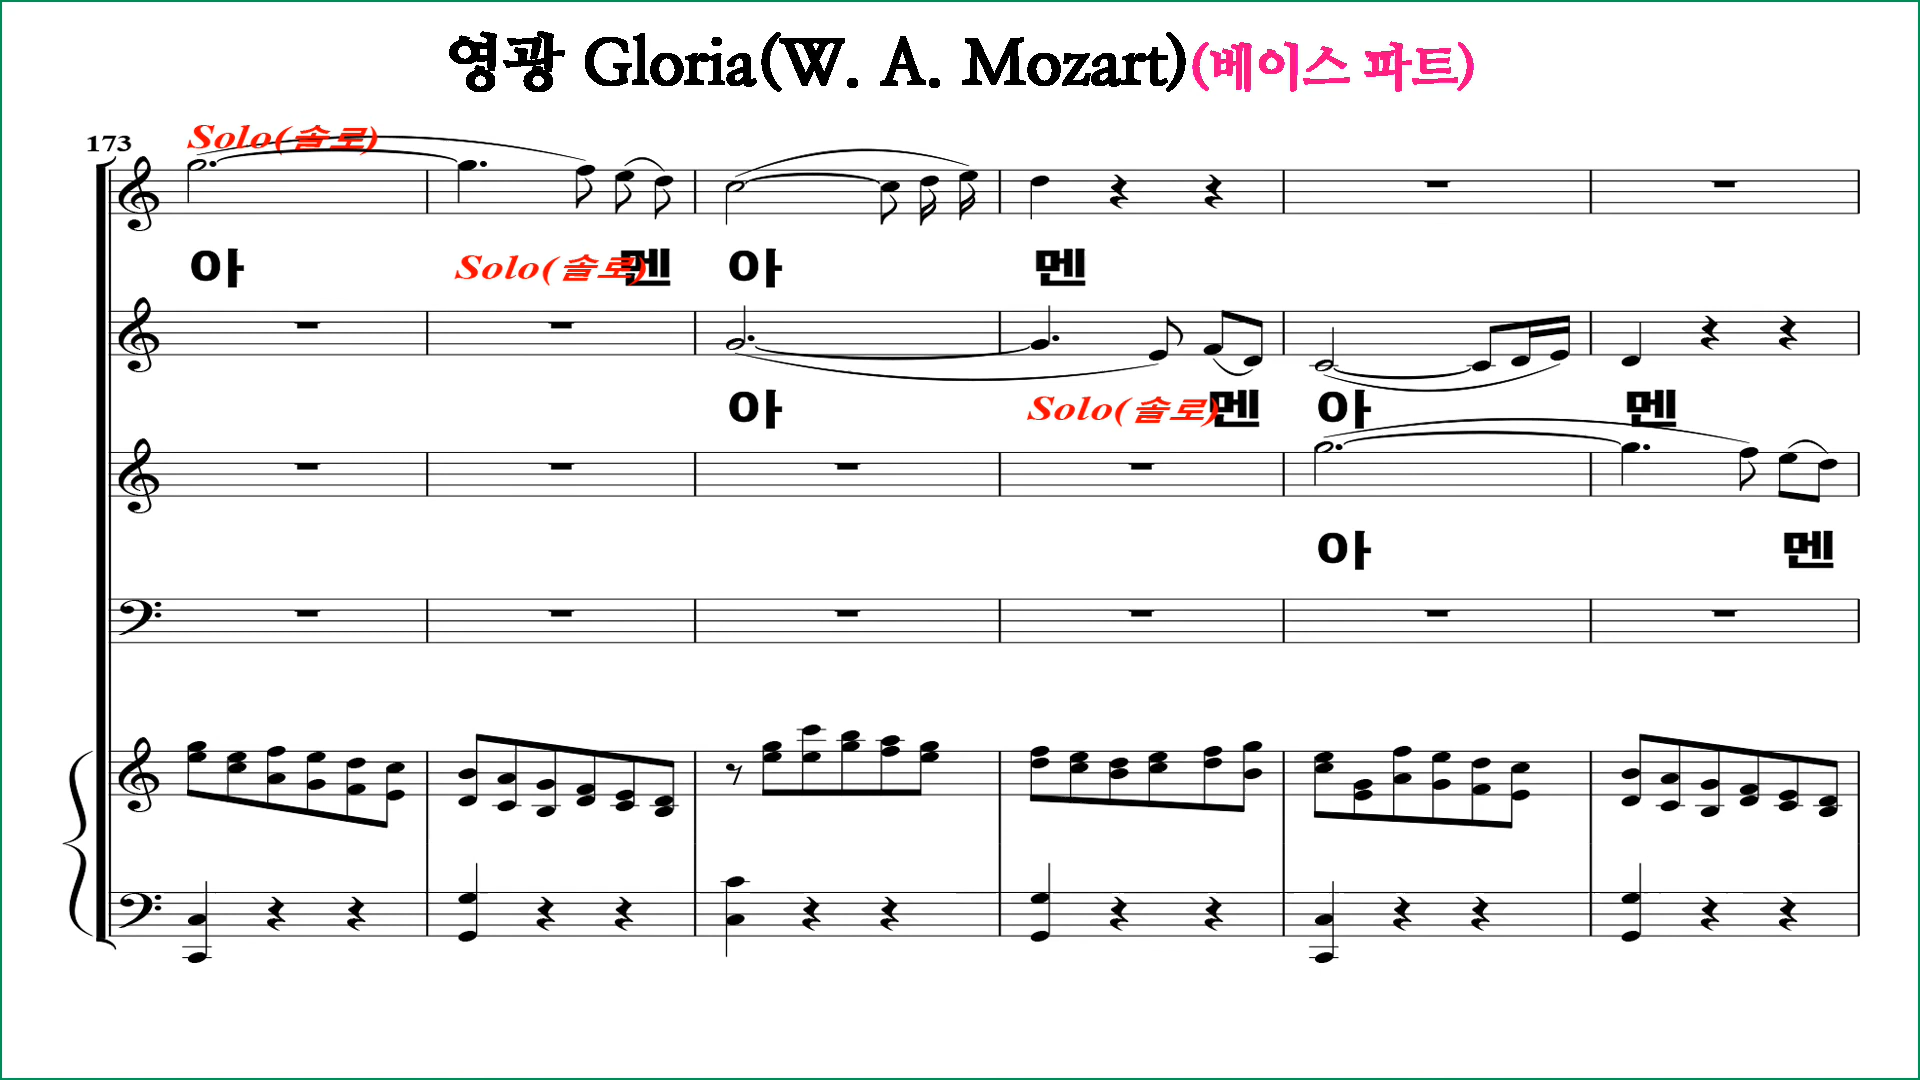 영광 Gloria(W. A. Mozart)(베이스 파트)
173
Solo(솔로)
아 멘 아 멘
Solo(솔로)
아 멘 아 멘
Solo(솔로)
아 멘